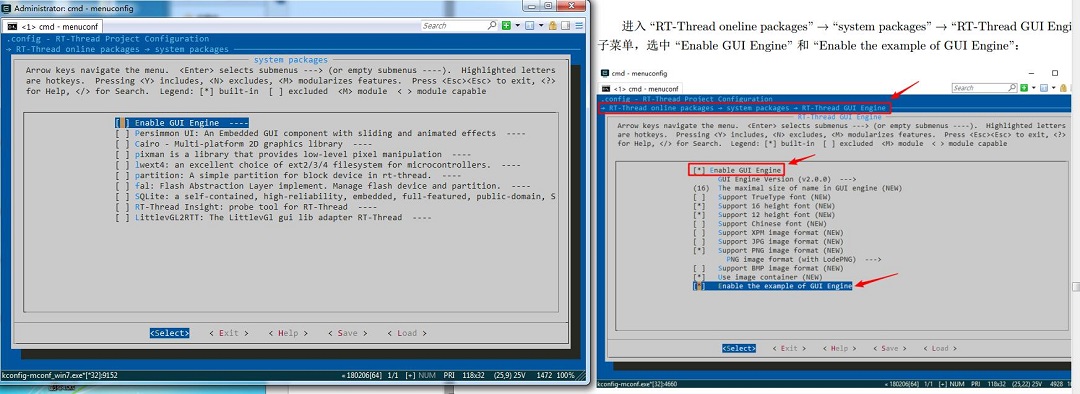 Administrator: cmd - menuconfig
<1> cmd - menuconf
Search
.config - RT-Thread Project Configuration
→ RT-Thread online packages → system packages
system packages
Arrow keys navigate the menu. <Enter> selects submenus ---> (or empty submenus ----). Highlighted letters
are hotkeys. Pressing <Y> includes, <N> excludes, <M> modularizes features. Press <Esc><Esc> to exit, <?>
for Help, </> for Search. Legend: [*] built-in [ ] excluded <M> module < > module capable
[ ] Enable GUI Engine ----
[ ] Persimmon UI: An Embedded GUI component with sliding and animated effects ----
[ ] Cairo - Multi-platform 2D graphics library ----
[ ] pixman is a library that provides low-level pixel manipulation ----
[ ] lwext4: an excellent choice of ext2/3/4 filesystem for microcontrollers. ----
[ ] partition: A simple partition for block device in rt-thread. ----
[ ] fal: Flash Abstraction Layer implement. Manage flash device and partition. ----
[ ] SQLite: a self-contained, high-reliability, embedded, full-featured, public-domain, S
[ ] RT-Thread Insight: probe tool for RT-Thread ----
[ ] LittlevGL2RTT: The LittlevGl gui lib adapter RT-Thread ----
<Select> < Exit > < Help > < Save > < Load >
kconfig-mconf_win7.exe*[*32]:9152
«180206[64] 1/1 [+] NUM PRI 118x32 (25,9) 25V 1472 100%
进入 “RT-Thread oneline packages” → “system packages” → “RT-Thread GUI Engi
子菜单，选中 “Enable GUI Engine” 和 “Enable the example of GUI Engine”：
cmd - menuconfig
<1> cmd - menuconf
Search
.config - RT-Thread Project Configuration
→ RT-Thread online packages → system packages → RT-Thread GUI Engine
RT-Thread GUI Engine
Arrow keys navigate the menu. <Enter> selects submenus ---> (or empty submenus ----). Highlighted letters
are hotkeys. Pressing <Y> includes, <N> excludes, <M> modularizes features. Press <Esc><Esc> to exit, <?>
for Help, </> for Search. Legend: [*] built-in [ ] excluded <M> module < > module capable
[*] Enable GUI Engine
GUI Engine Version (v2.0.0) --->
(16) The maximal size of name in GUI engine (NEW)
[ ] Support TrueType font (NEW)
[*] Support 16 height font (NEW)
[*] Support 12 height font (NEW)
[ ] Support Chinese font (NEW)
[ ] Support XPM image format (NEW)
[ ] Support JPG image format (NEW)
[*] Support PNG image format (NEW)
PNG image format (with LodePNG) --->
[ ] Support BMP image format (NEW)
[*] Use image container (NEW)
[*] Enable the example of GUI Engine
<Select> < Exit > < Help > < Save > < Load >
kconfig-mconf.exe*[*32]:4660
«180206[64] 1/1 [+] NUM PRI 118x32 (25,22) 25V 4928 10